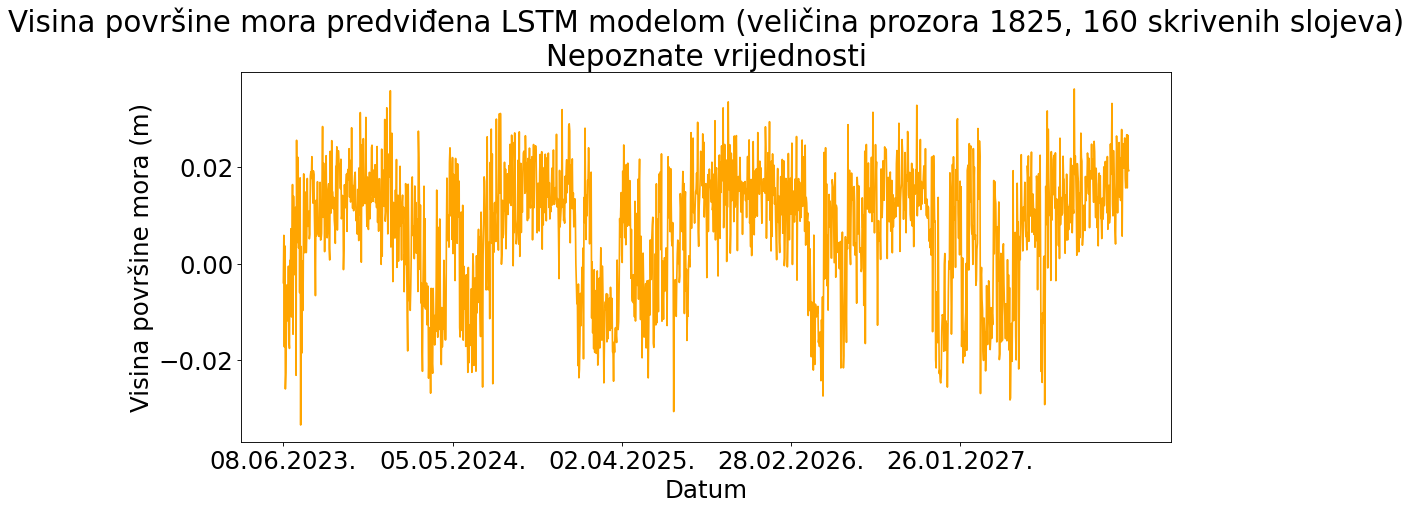 Visina površine mora predviđena LSTM modelom (veličina prozora 1825, 160 skrivenih slojeva)
Nepoznate vrijednosti
Visina površine mora (m)
0.02
0.00
−0.02
08.06.2023. 05.05.2024. 02.04.2025. 28.02.2026. 26.01.2027.
Datum